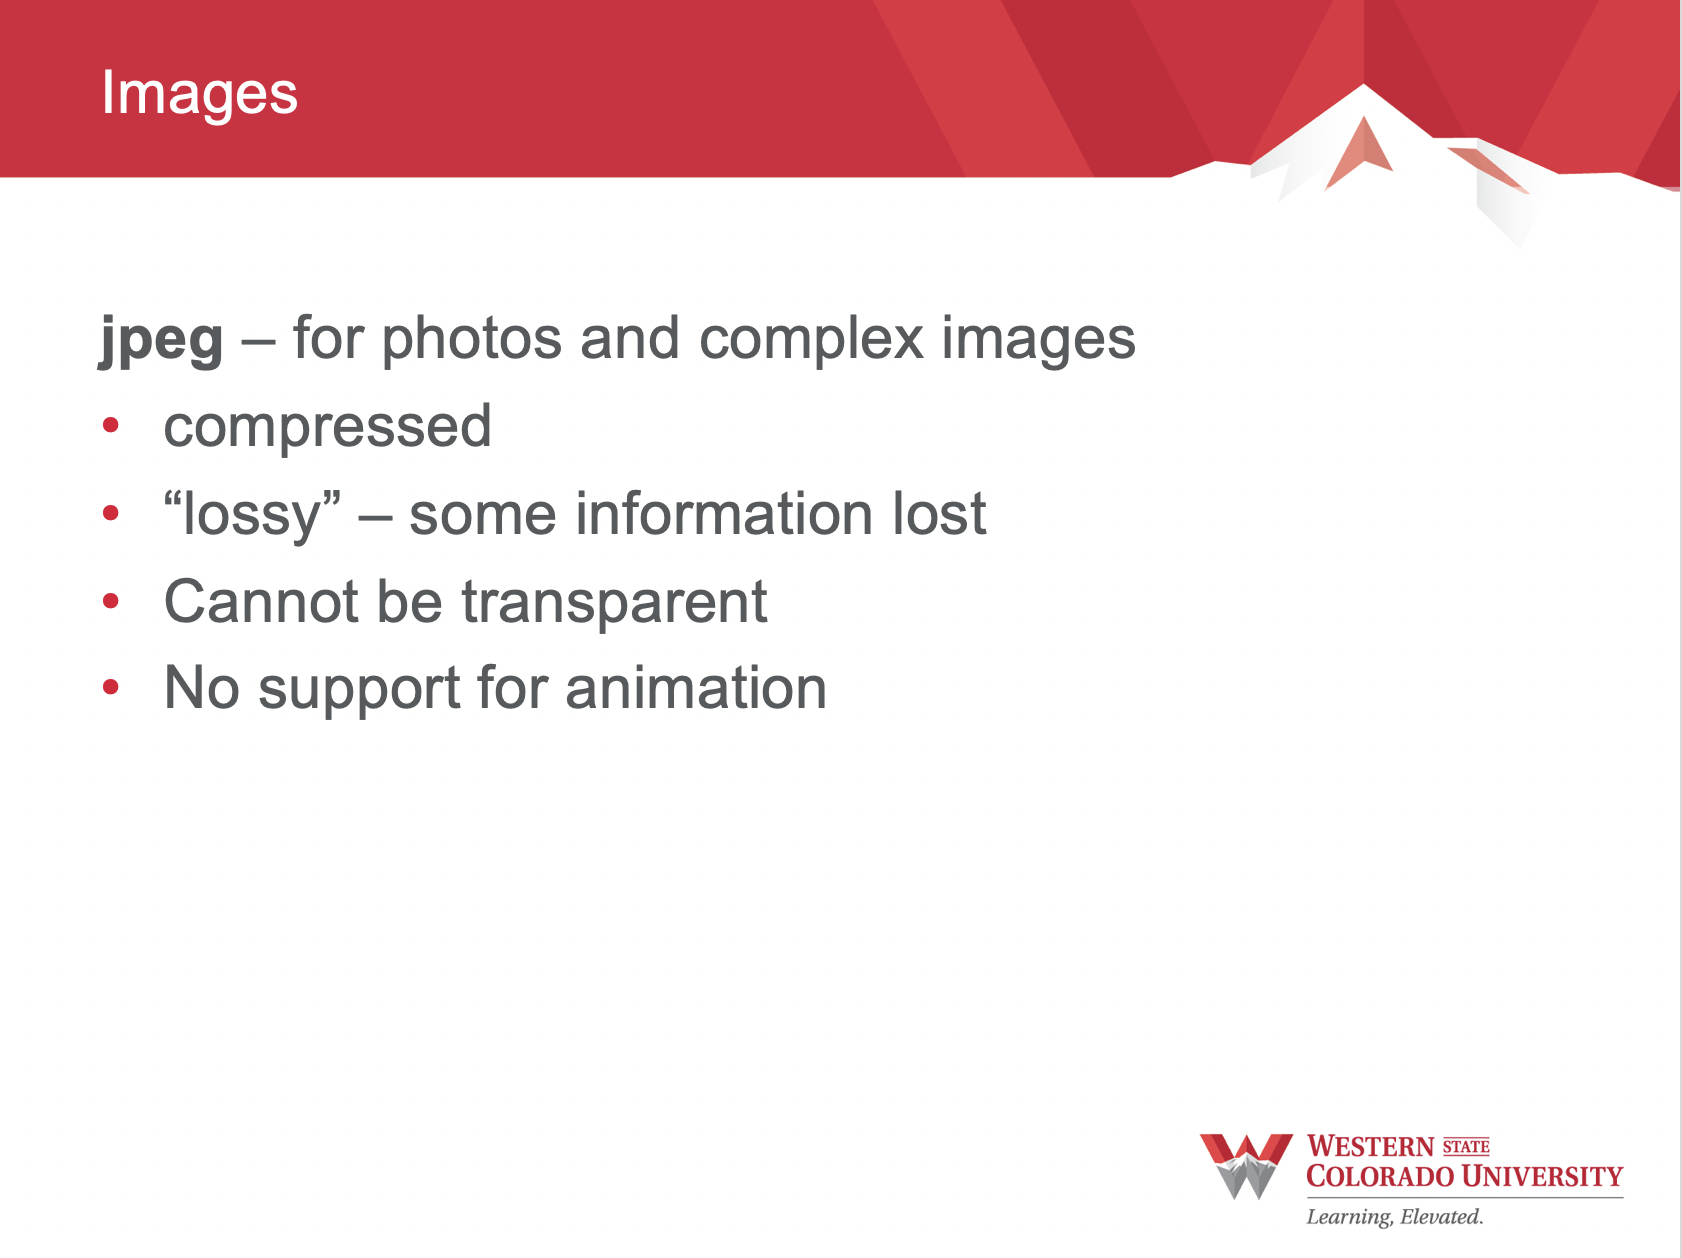 Images
jpeg – for photos and complex images
• compressed
• “lossy” – some information lost
• Cannot be transparent
• No support for animation
WESTERN STATE
COLORADO UNIVERSITY
Learning, Elevated.